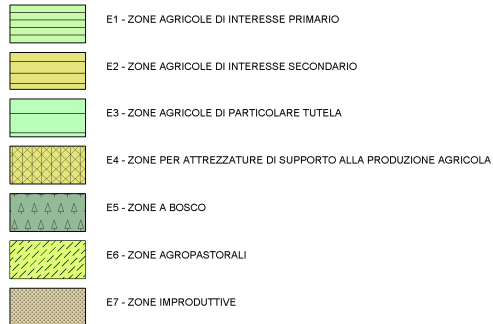 E1 - ZONE AGRICOLE DI INTERESSE PRIMARIO
E2 - ZONE AGRICOLE DI INTERESSE SECONDARIO
E3 - ZONE AGRICOLE DI PARTICOLARE TUTELA
E4 - ZONE PER ATTREZZATURE DI SUPPORTO ALLA PRODUZIONE AGRICOLA
E5 - ZONE A BOSCO
E6 - ZONE AGROPASTORALI
E7 - ZONE IMPRODUTTIVE